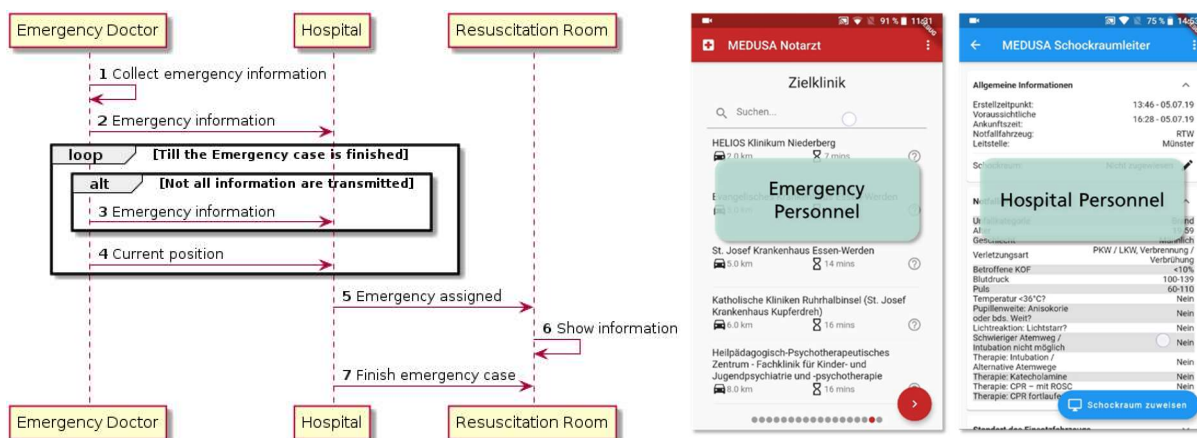 Emergency Doctor
Hospital
Resuscitation Room
1 Collect emergency information
2 Emergency information
loop [Till the Emergency case is finished]
alt [Not all information are transmitted]
3 Emergency information
4 Current position
5 Emergency assigned
6 Show information
7 Finish emergency case
Emergency Doctor
Hospital
Resuscitation Room
91 % 11:31
MEDUSA Notarzt
Zielklinik
Suchen...
HELIOS Klinikum Niederberg
2.0 km 7 mins
Emergency
Personnel
St. Josef Krankenhaus Essen-Werden
5.0 km 14 mins
Katholische Kliniken Ruhrhalbinsel (St. Josef
Krankenhaus Kupferdreh)
6.0 km 16 mins
Heilpädagogisch-Psychotherapeutisches
Zentrum - Fachklinik für Kinder- und
Jugendpsychiatrie und -psychotherapie
8.0 km 16 mins
75 %
MEDUSA Schockraumleiter
Allgemeine Informationen
Erstellzeitpunkt: 13:46 - 05.07.19
Voraussichtliche
Ankunftszeit: 16:28 - 05.07.19
Notfallfahrzeug: RTW
Leitstelle: Münster
Hospital Personnel
Verletzungsart PKW / LKW, Verbrennung /
Verbrühung
Betroffene KOF <10%
Blutdruck 100-139
Puls 60-110
Temperatur <36°C? Nein
Pupillenweite: Anisokorie
oder bds. Weit? Nein
Lichtreaktion: Lichtstarr? Nein
Schwieriger Atemweg /
Intubation nicht möglich Nein
Therapie: Intubation /
Alternative Atemwege Nein
Therapie: Katecholamine Nein
Therapie: CPR – mit ROSC Nein
Therapie: CPR
Schockraum zuweisen